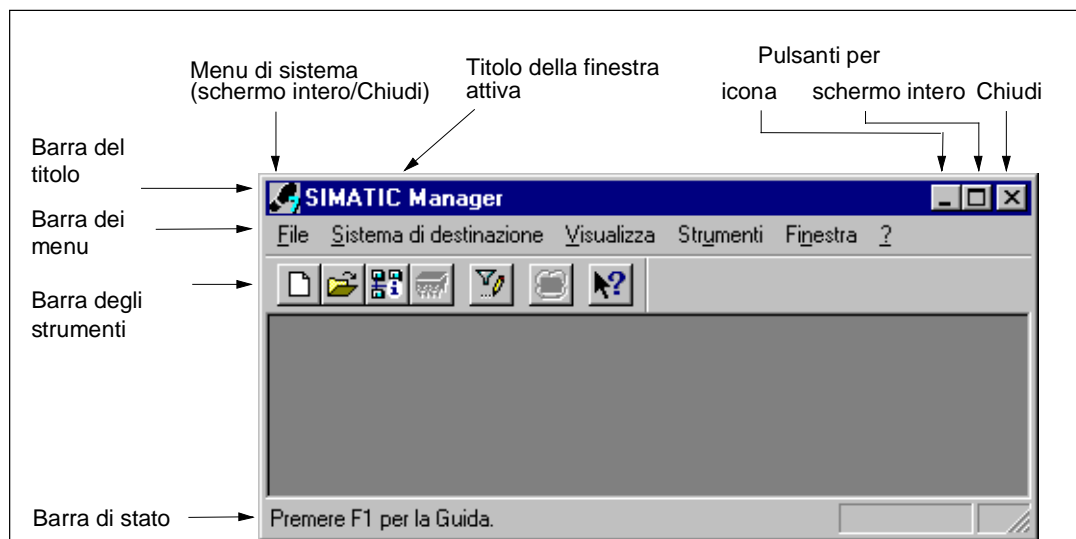 Menu di sistema
(schermo intero/Chiudi)
Titolo della finestra
attiva
Pulsanti per
icona schermo intero Chiudi
Barra del
titolo
SIMATIC Manager
Barra dei
menu
File Sistema di destinazione Visualizza Strumenti Finestra ?
Barra degli
strumenti
Barra di stato
Premere F1 per la Guida.